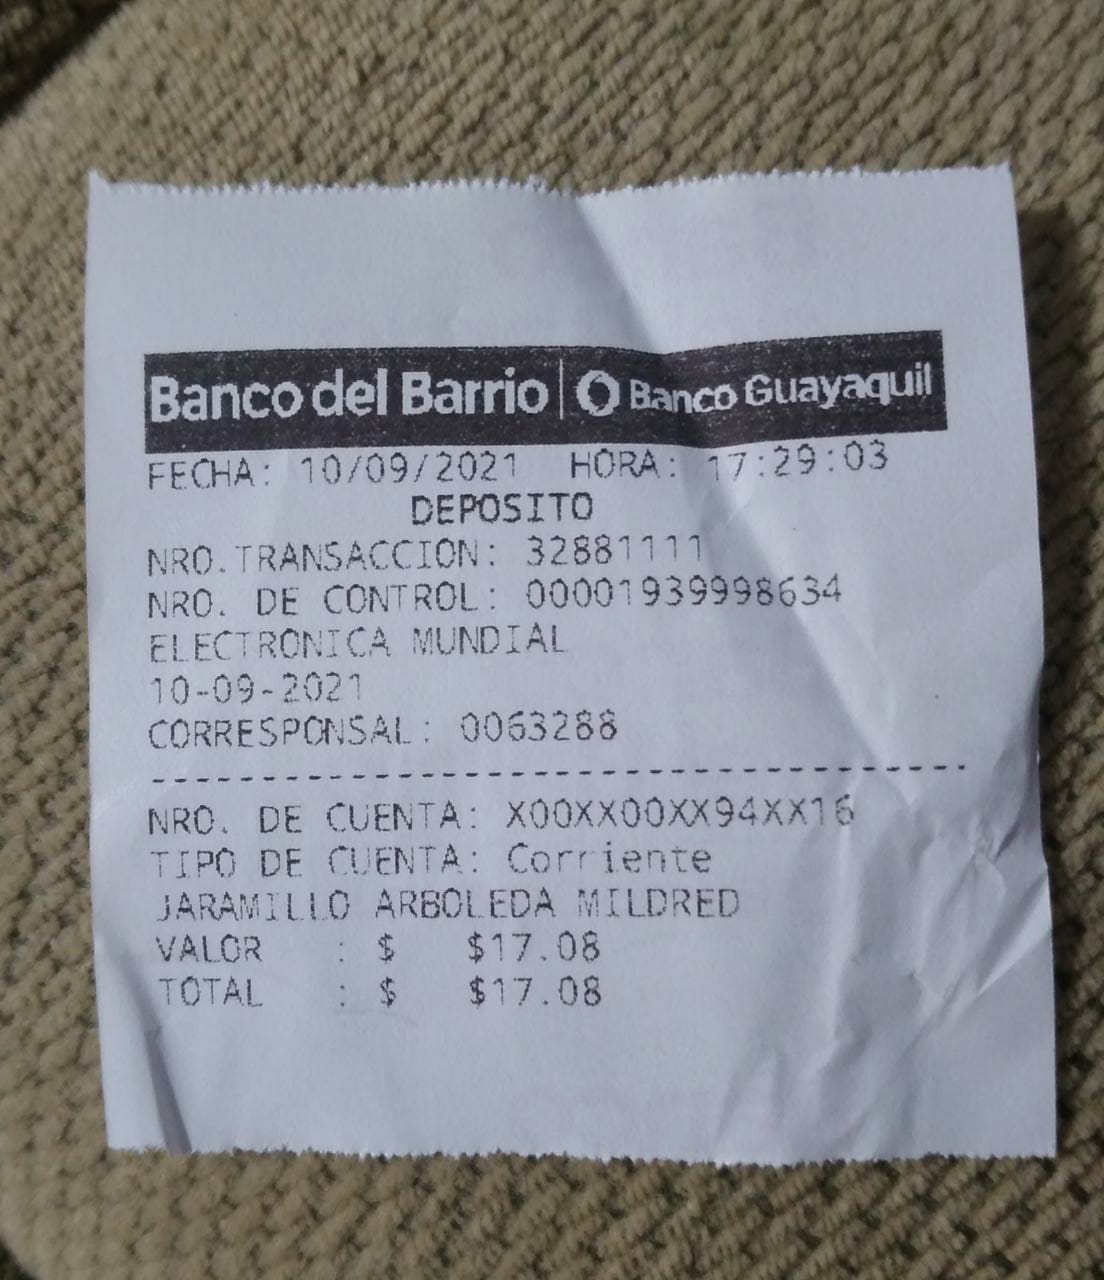 Banco del Barrio | Banco Guayaquil
FECHA: 10/09/2021 HORA: 17:29:03
DEPOSITO
NRO.TRANSACCION: 32881111
NRO. DE CONTROL: 00001939998634
ELECTRONICA MUNDIAL
10-09-2021
CORRESPONSAL: 0063288
NRO. DE CUENTA: X00XX00XX94XX16
TIPO DE CUENTA: Corriente
JARAMILLO ARBOLEDA MILDRED
VALOR : $ $17.08
TOTAL : $ $17.08